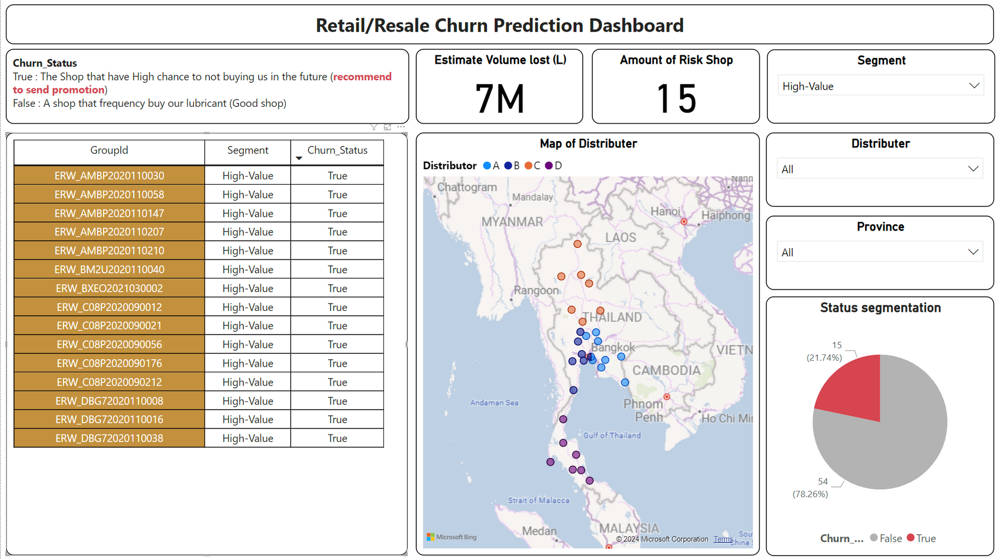 Retail/Resale Churn Prediction Dashboard
Churn_Status
True : The Shop that have High chance to not buying us in the future (recommend
to send promotion)
False : A shop that frequency buy our lubricant (Good shop)
Estimate Volume lost (L)
7M
Amount of Risk Shop
15
Segment
High-Value
GroupId Segment Churn_Status
ERW_AMBP2020110030 High-Value True
ERW_AMBP2020110058 High-Value True
ERW_AMBP2020110147 High-Value True
ERW_AMBP2020110207 High-Value True
ERW_AMBP2020110210 High-Value True
ERW_BM2U2020110040 High-Value True
ERW_BXEO2021030002 High-Value True
ERW_C08P2020090012 High-Value True
ERW_C08P2020090021 High-Value True
ERW_C08P2020090056 High-Value True
ERW_C08P2020090176 High-Value True
ERW_C08P2020090212 High-Value True
ERW_DBG72020110008 High-Value True
ERW_DBG72020110016 High-Value True
ERW_DBG72020110038 High-Value True
Map of Distributer
Distributor A B C D
Nann
Chattogram
Mandalay
Hanoi
Haiphong
MYANMAR
LAOS
Rangoon
THAILAND
Bangkok
VIETN
CAMBODIA
Andaman Sea
Phnom
Penh
Ho Chi Mi
Gulf of Thailand
Strait of Malacca
MALAYSIA
Medan
Sou
China S
Microsoft Bing
© 2024 Microsoft Corporation Terms
Distributer
All
Province
All
Status segmentation
15
(21.74%)
54
(78.26%)
Churn_... False True